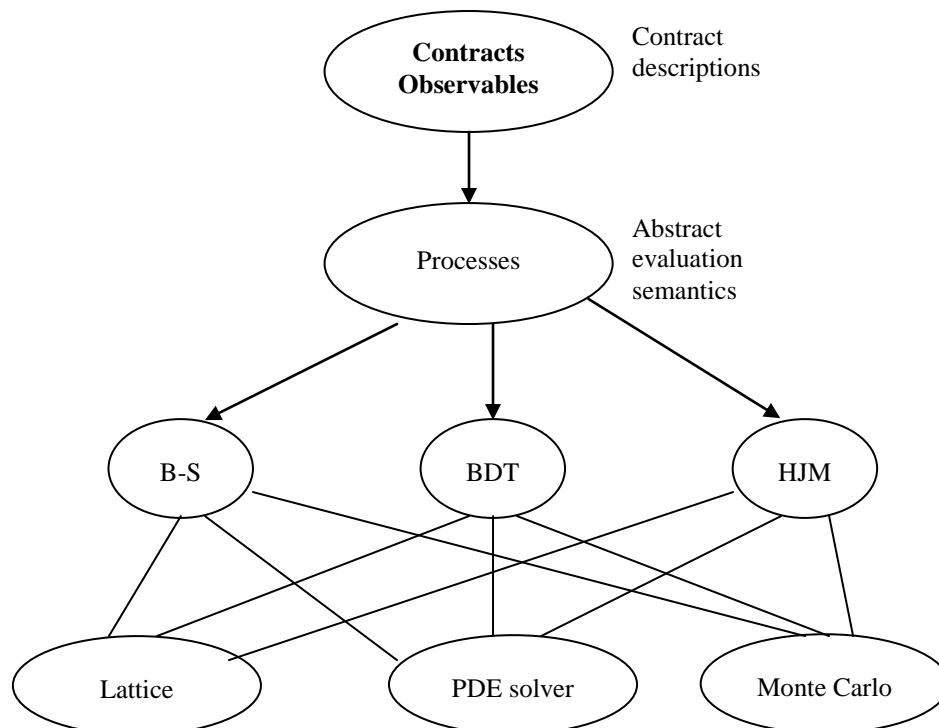 Contracts
Observables
Contract
descriptions
Processes
Abstract
evaluation
semantics
B-S
BDT
HJM
Lattice
PDE solver
Monte Carlo